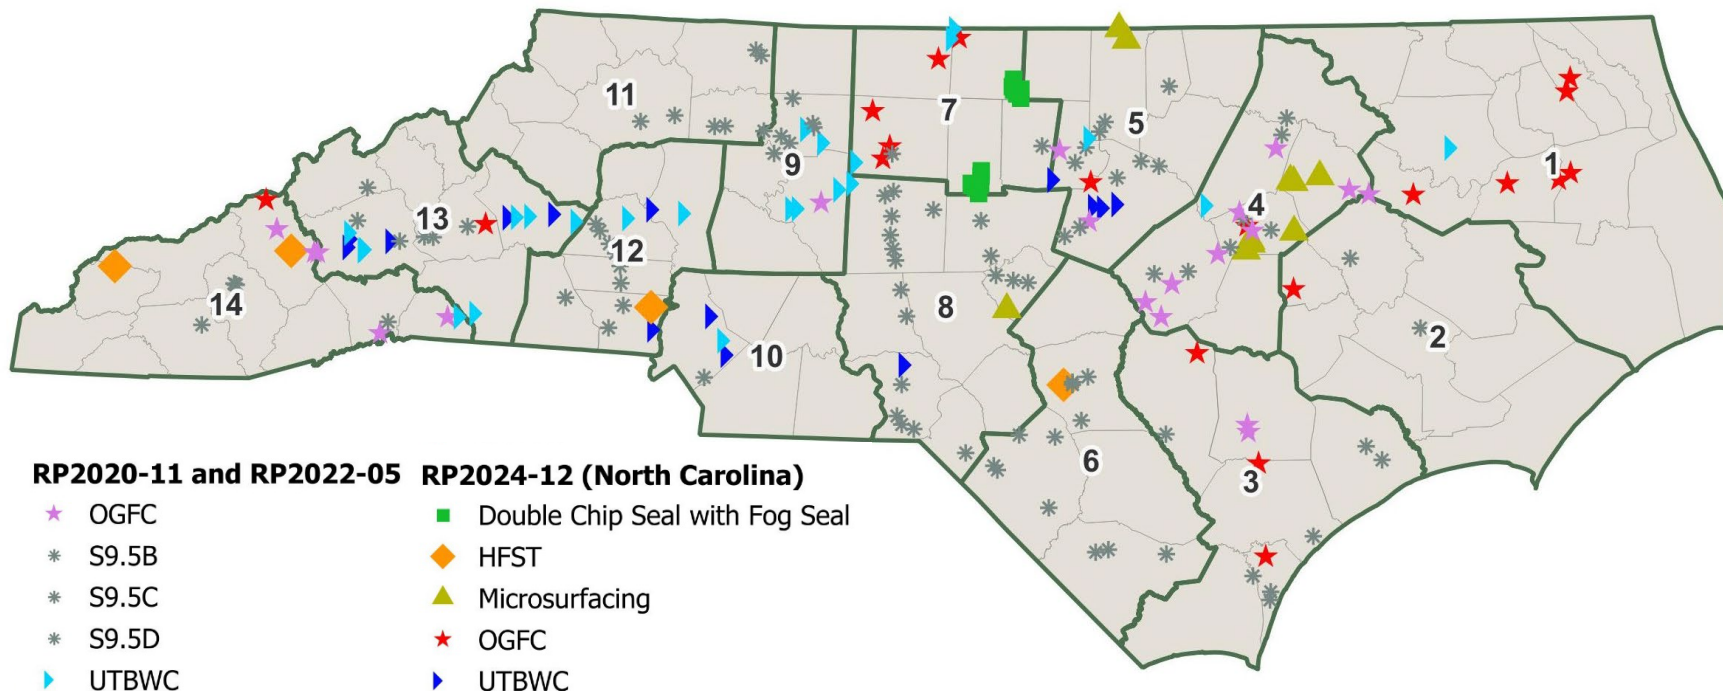 11
7
5
9
1
4
13
12
14
8
2
10
6
3
RP2020-11 and RP2022-05
OGFC
S9.5B
S9.5C
S9.5D
UTBWC
RP2024-12 (North Carolina)
Double Chip Seal with Fog Seal
HFST
Microsurfacing
OGFC
UTBWC